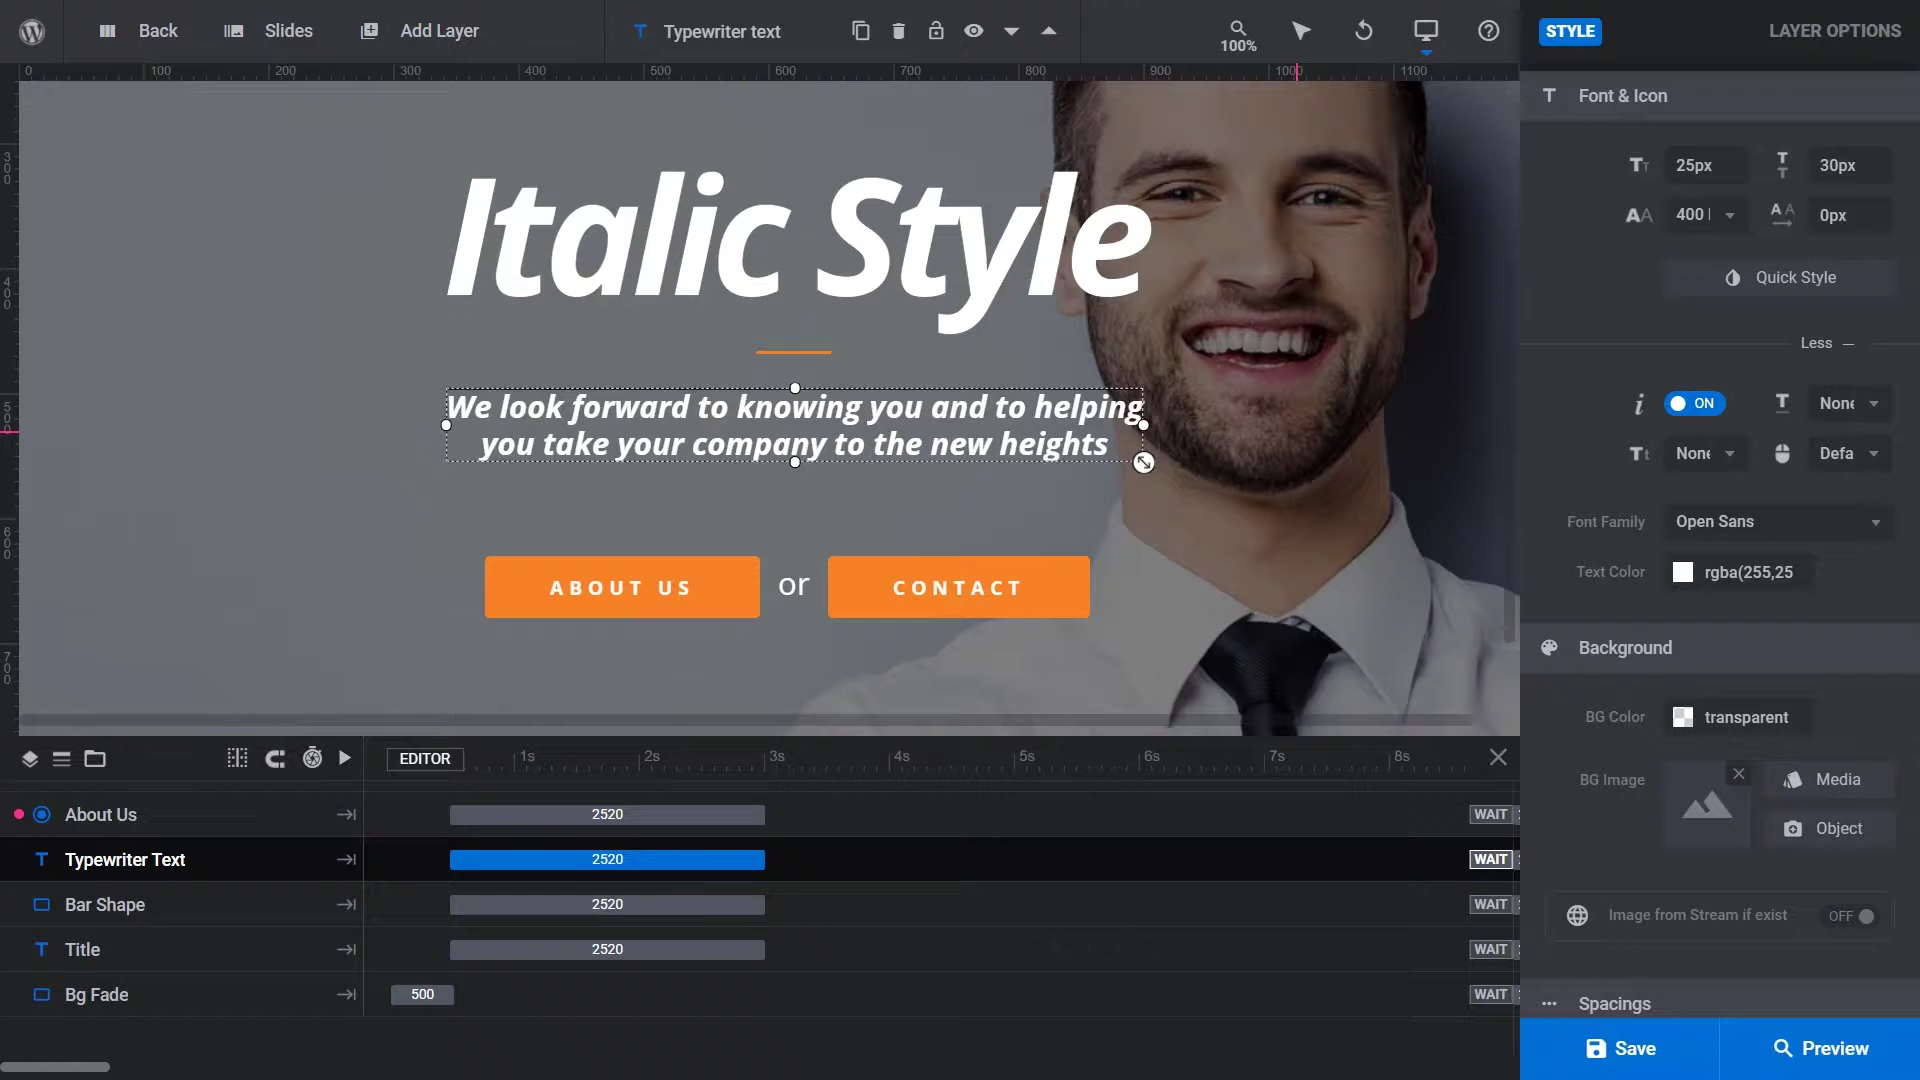 Back
Slides
Add Layer
Typewriter text
100%
STYLE
LAYER OPTIONS
0 100 200 300 400 500 600 700 800 900 1000 1100
Font & Icon
300
25px
30px
400
0px
Italic Style
Quick Style
400
Less
We look forward to knowing you and to helping
you take your company to the new heights
500
ON
None
None
Defa
ABOUT US
or
CONTACT
600
Font Family
Open Sans
Text Color
rgba(255,25
700
Background
BG Color
transparent
EDITOR
1s 2s 3s 4s 5s 6s 7s 8s
BG Image
Media
Object
About Us
2520
WAIT
Typewriter Text
2520
WAIT
Bar Shape
2520
WAIT
Image from Stream if exist
OFF
Title
2520
WAIT
Bg Fade
500
WAIT
Spacings
Save
Preview